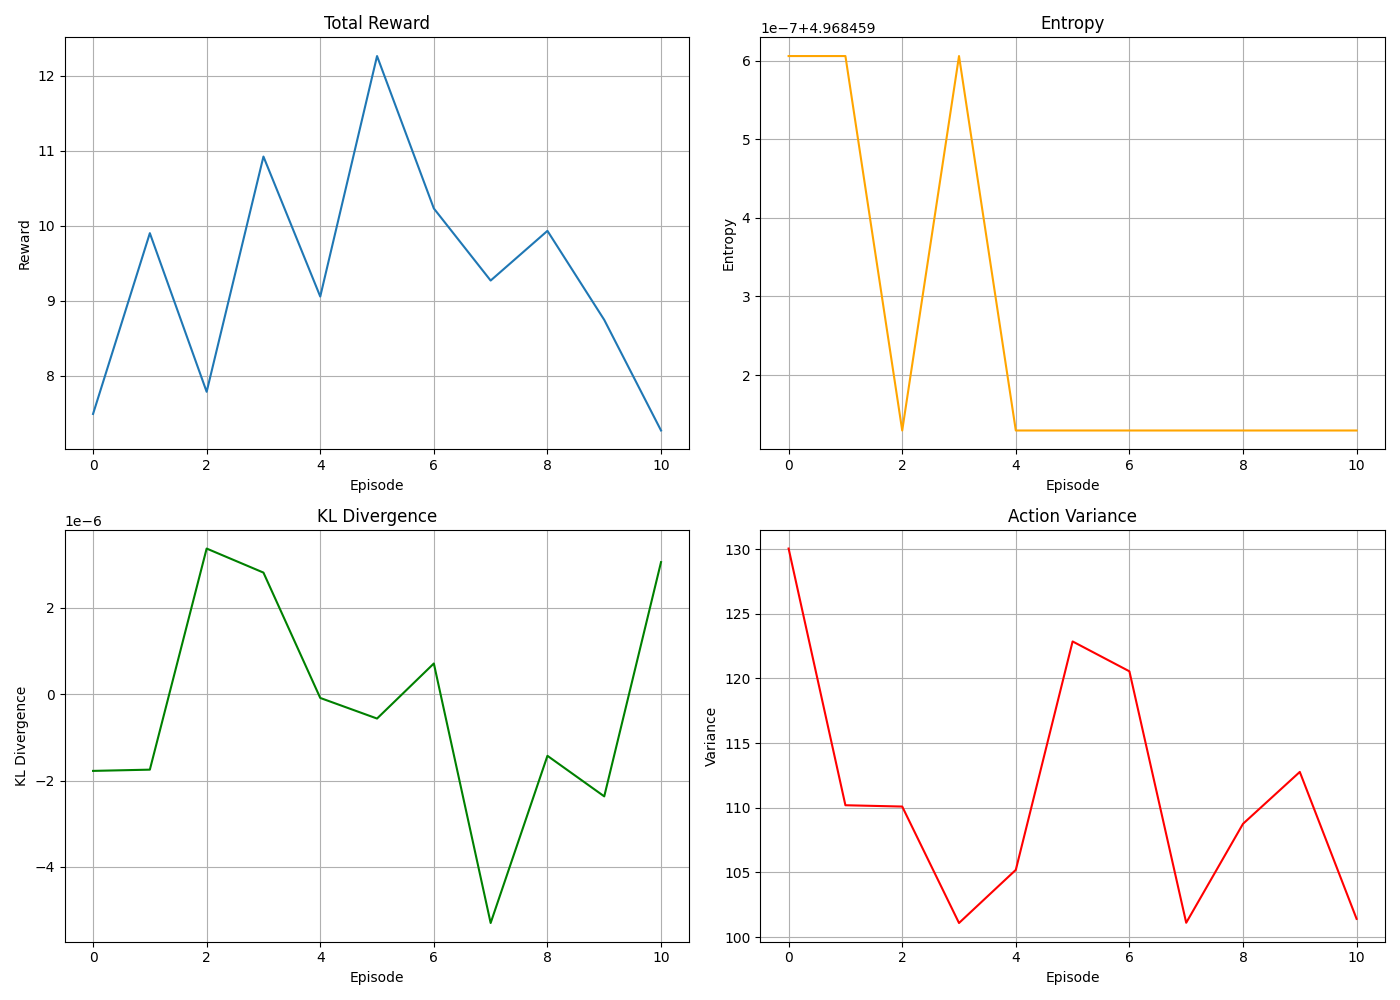 Total Reward
Reward
12
11
10
9
8
0 2 4 6 8 10
Episode
Entropy
1e−7+4.968459
Entropy
6
5
4
3
2
0 2 4 6 8 10
Episode
KL Divergence
1e−6
KL Divergence
2
0
−2
−4
0 2 4 6 8 10
Episode
Action Variance
Variance
130
125
120
115
110
105
100
0 2 4 6 8 10
Episode